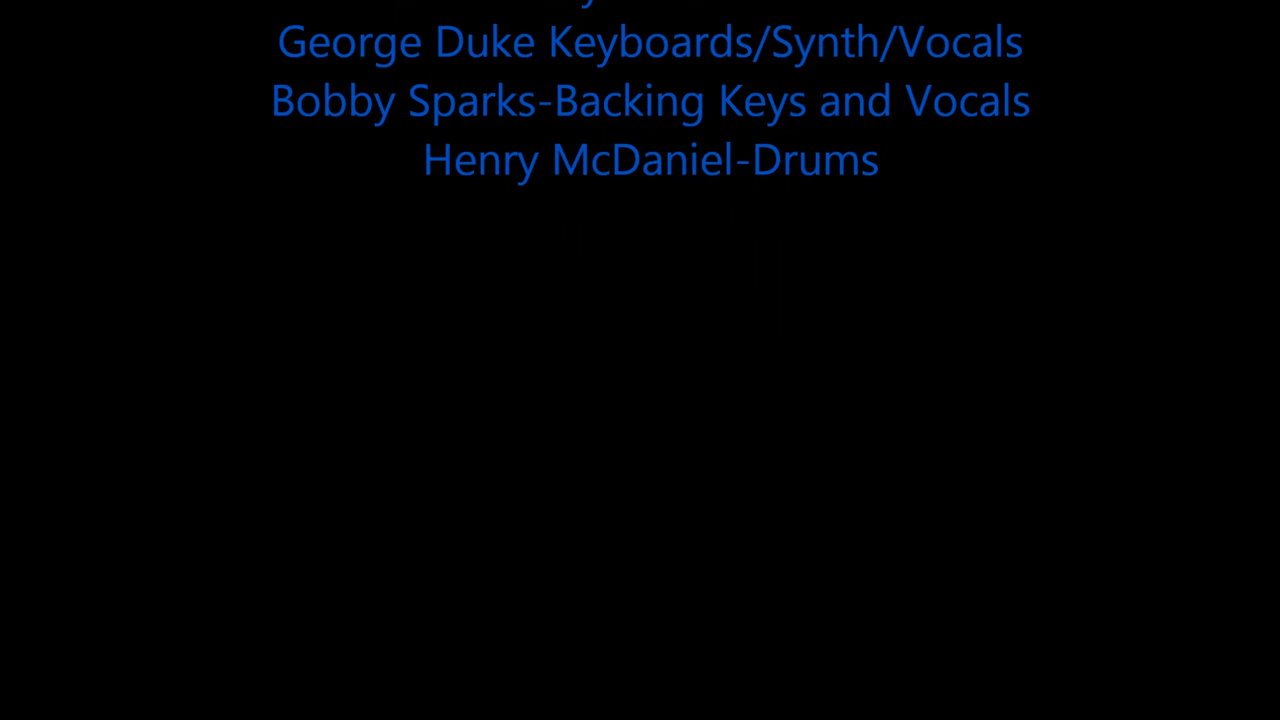 George Duke Keyboards/Synth/Vocals
Bobby Sparks-Backing Keys and Vocals
Henry McDaniel-Drums